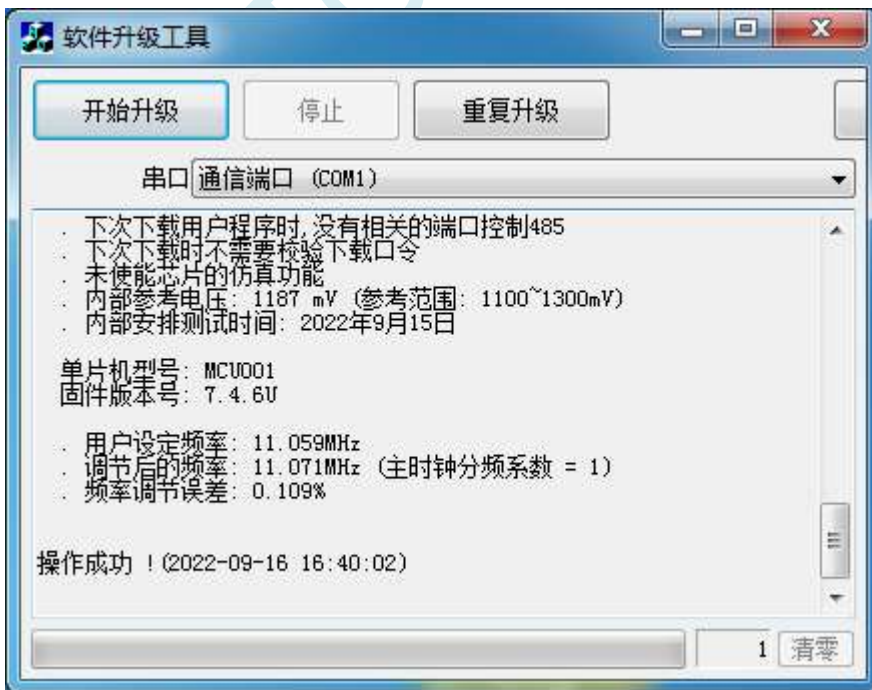 软件升级工具
开始升级
停止
重复升级
串口
通信端口 (COM1)
. 下次下载用户程序时,没有相关的端口控制485
. 下次下载时不需要校验下载口令
. 未使能芯片的仿真功能
. 内部参考电压: 1187 mV (参考范围: 1100~1300mV)
. 内部安排测试时间: 2022年9月15日
单片机型号: MCU001
固件版本号: 7.4.6U
. 用户设定频率: 11.059MHz
. 调节后的频率: 11.071MHz (主时钟分频系数 = 1)
. 频率调节误差: 0.109%
操作成功 !(2022-09-16 16:40:02)
1
清零